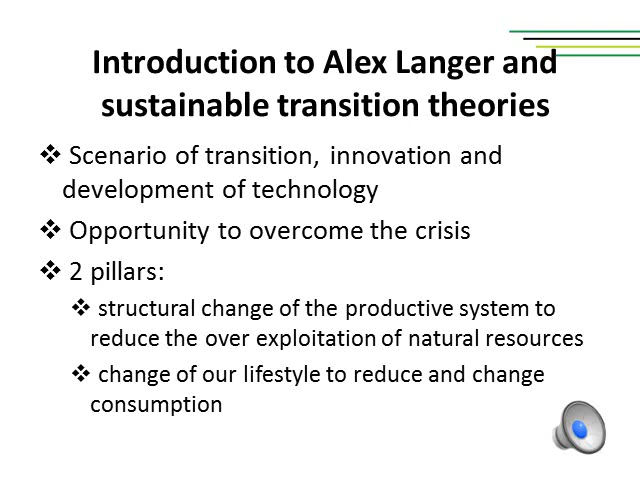 Introduction to Alex Langer and
sustainable transition theories
❖ Scenario of transition, innovation and
development of technology
❖ Opportunity to overcome the crisis
❖ 2 pillars:
❖ structural change of the productive system to
reduce the over exploitation of natural resources
❖ change of our lifestyle to reduce and change
consumption